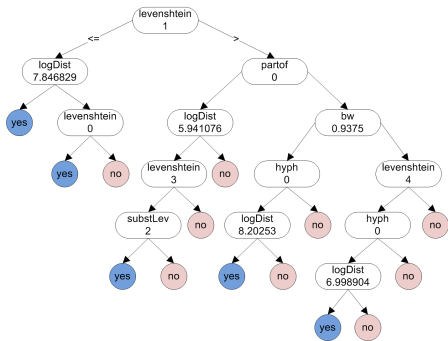 levenshtein
1
<=
>
logDist
7.846829
partof
0
yes
levenshtein
0
logDist
5.941076
bw
0.9375
yes
no
levenshtein
3
no
hyph
0
levenshtein
4
substLev
2
no
logDist
8.20253
no
hyph
0
no
yes
no
yes
no
logDist
6.998904
no
yes
no